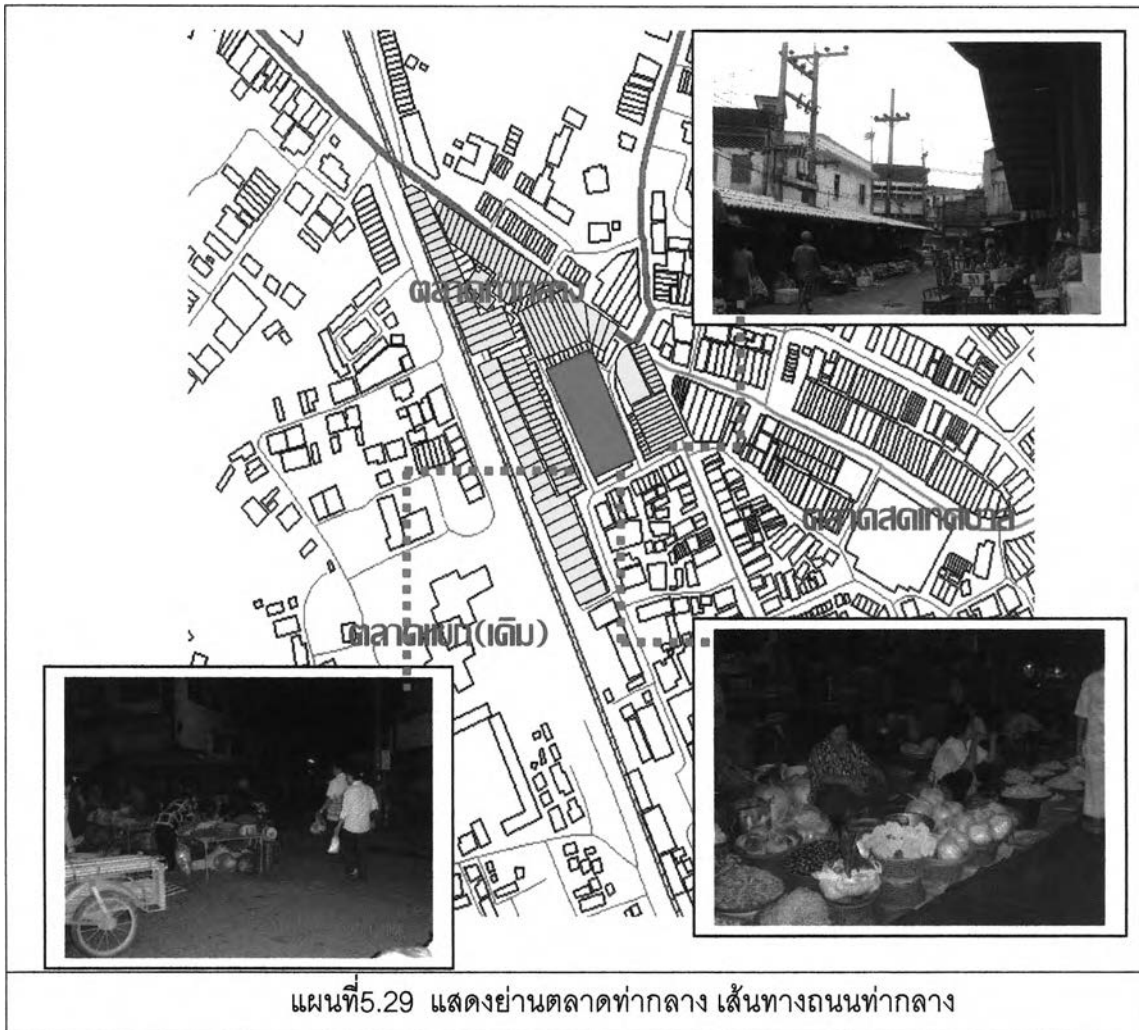 ตลาดท่ากลาง
ตลาดสดเทศบาล
ตลาดแขก(เดิม)
แผนที่5.29 แสดงย่านตลาดท่ากลาง เส้นทางถนนท่ากลาง